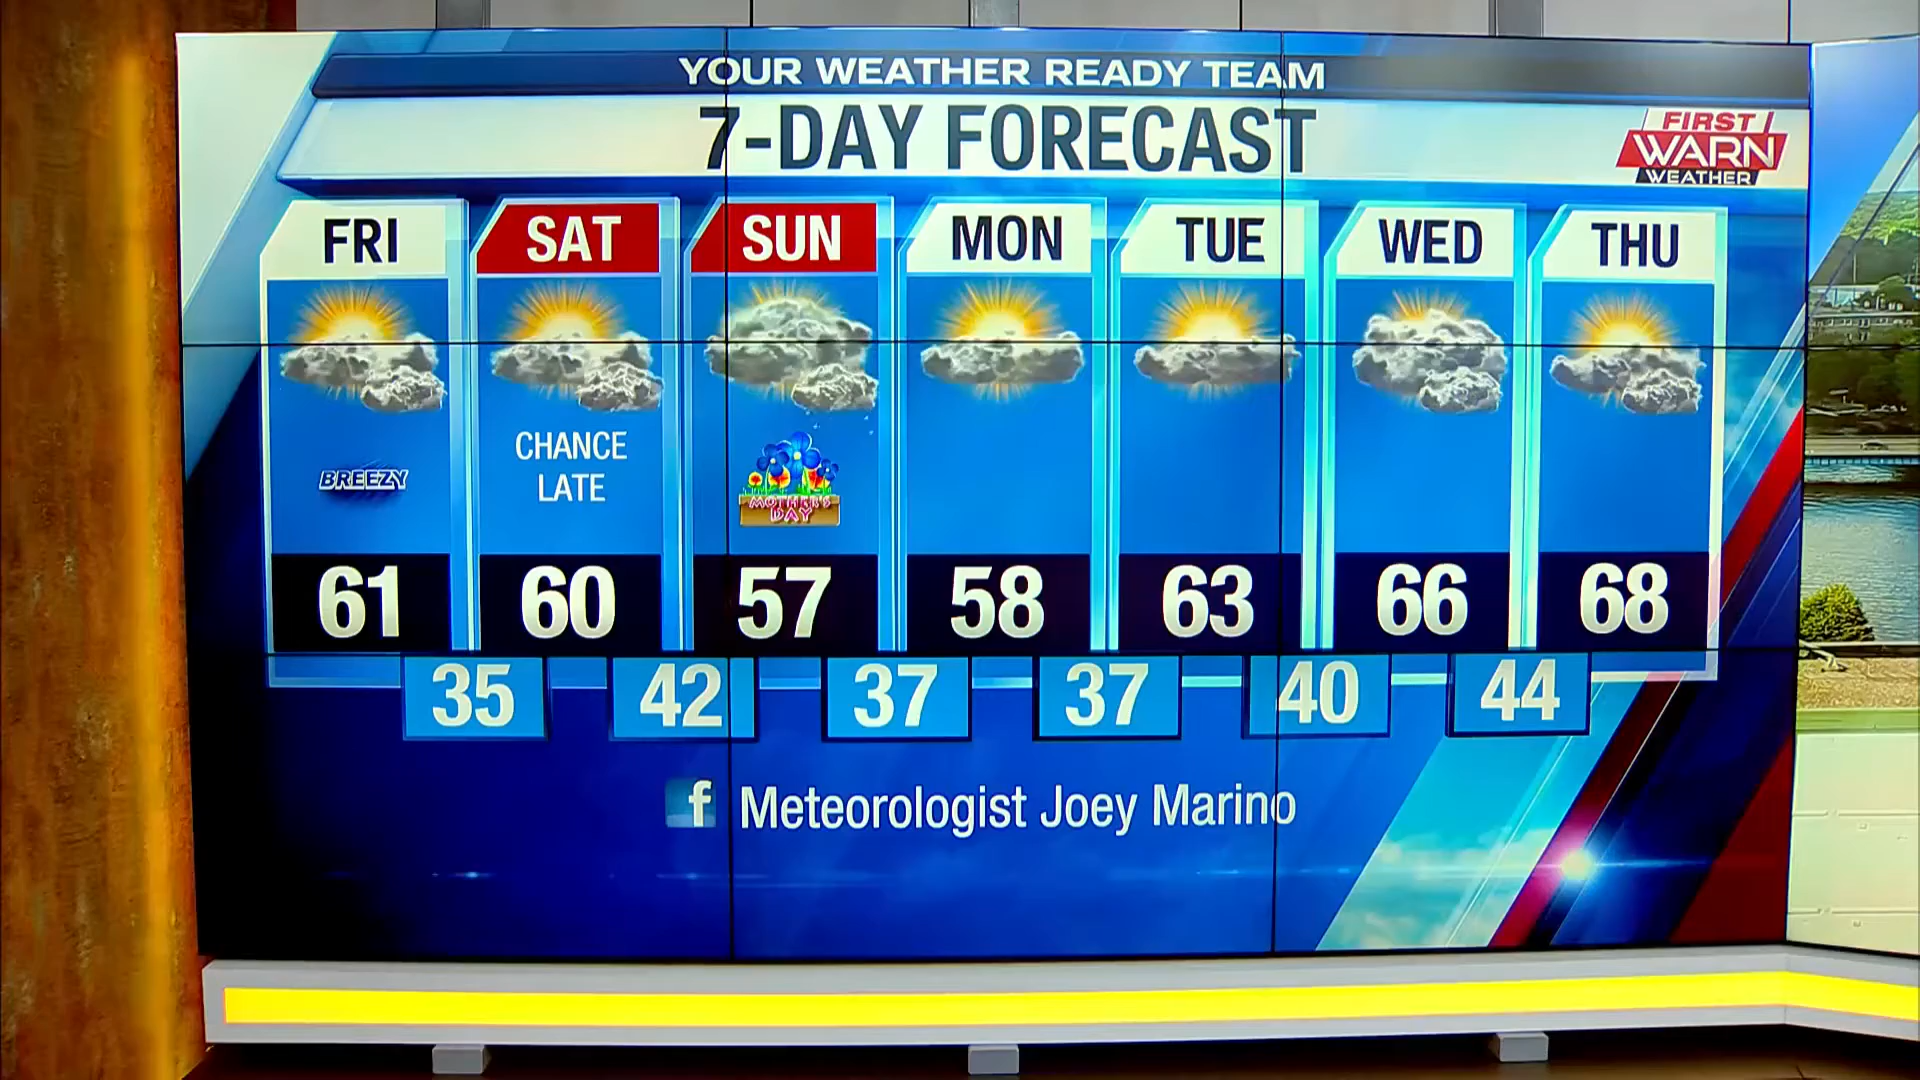 YOUR WEATHER READY TEAM
7-DAY FORECAST
FIRST
WARN
WEATHER
FRI SAT SUN MON TUE WED THU
CHANCE
LATE
BREEZY
MOTHER'S
DAY
61 60 57 58 63 66 68
35 42 37 37 40 44
f Meteorologist Joey Marino